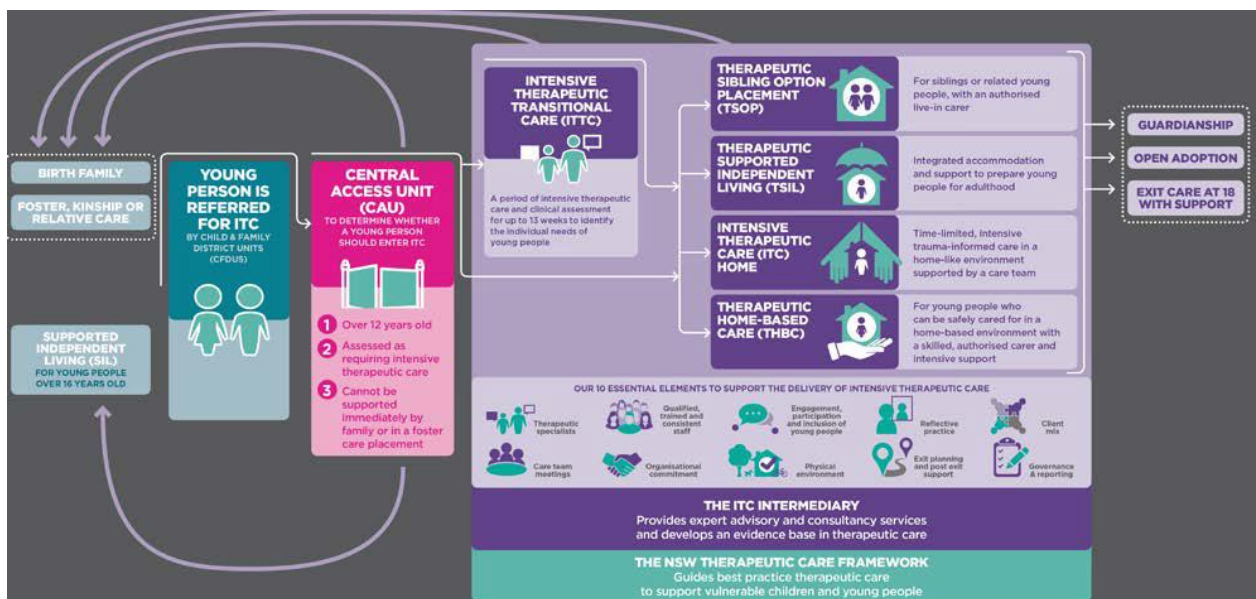 BIRTH FAMILY
FOSTER, KINSHIP OR
RELATIVE CARE
SUPPORTED
INDEPENDENT
LIVING (SIL)
FOR YOUNG PEOPLE
OVER 16 YEARS OLD
YOUNG
PERSON IS
REFERRED
FOR ITC
BY CHILD & FAMILY
DISTRICT UNITS
(CFDUS)
CENTRAL
ACCESS UNIT
(CAU)
TO DETERMINE WHETHER
A YOUNG PERSON
SHOULD ENTER ITC
1 Over 12 years old
2 Assessed as
requiring intensive
therapeutic care
3 Cannot be
supported
immediately by
family or in a foster
care placement
INTENSIVE
THERAPEUTIC
TRANSITIONAL
CARE (ITTC)
A period of intensive therapeutic
care and clinical assessment
for up to 13 weeks to identify
the individual needs of
young people
THERAPEUTIC
SIBLING OPTION
PLACEMENT
(TSOP)
For siblings or related young
people, with an authorised
live-in carer
THERAPEUTIC
SUPPORTED
INDEPENDENT
LIVING (TSIL)
Integrated accommodation
and support to prepare young
people for adulthood
INTENSIVE
THERAPEUTIC
CARE (ITC)
HOME
Time-limited, intensive
trauma-informed care in a
home-like environment
supported by a care team
THERAPEUTIC
HOME-BASED
CARE (THBC)
For young people who
can be safely cared for in a
home-based environment with
a skilled, authorised carer and
intensive support
GUARDIANSHIP
OPEN ADOPTION
EXIT CARE AT 18
WITH SUPPORT
OUR 10 ESSENTIAL ELEMENTS TO SUPPORT THE DELIVERY OF INTENSIVE THERAPEUTIC CARE
Therapeutic
specialists
Qualified,
trained and
consistent
staff
Engagement,
participation
and inclusion of
young people
Reflective
practice
Client
mix
Care team
meetings
Organisational
commitment
Physical
environment
Exit planning
and post exit
support
Governance
& reporting
THE ITC INTERMEDIARY
Provides expert advisory and consultancy services
and develops an evidence base in therapeutic care
THE NSW THERAPEUTIC CARE FRAMEWORK
Guides best practice therapeutic care
to support vulnerable children and young people